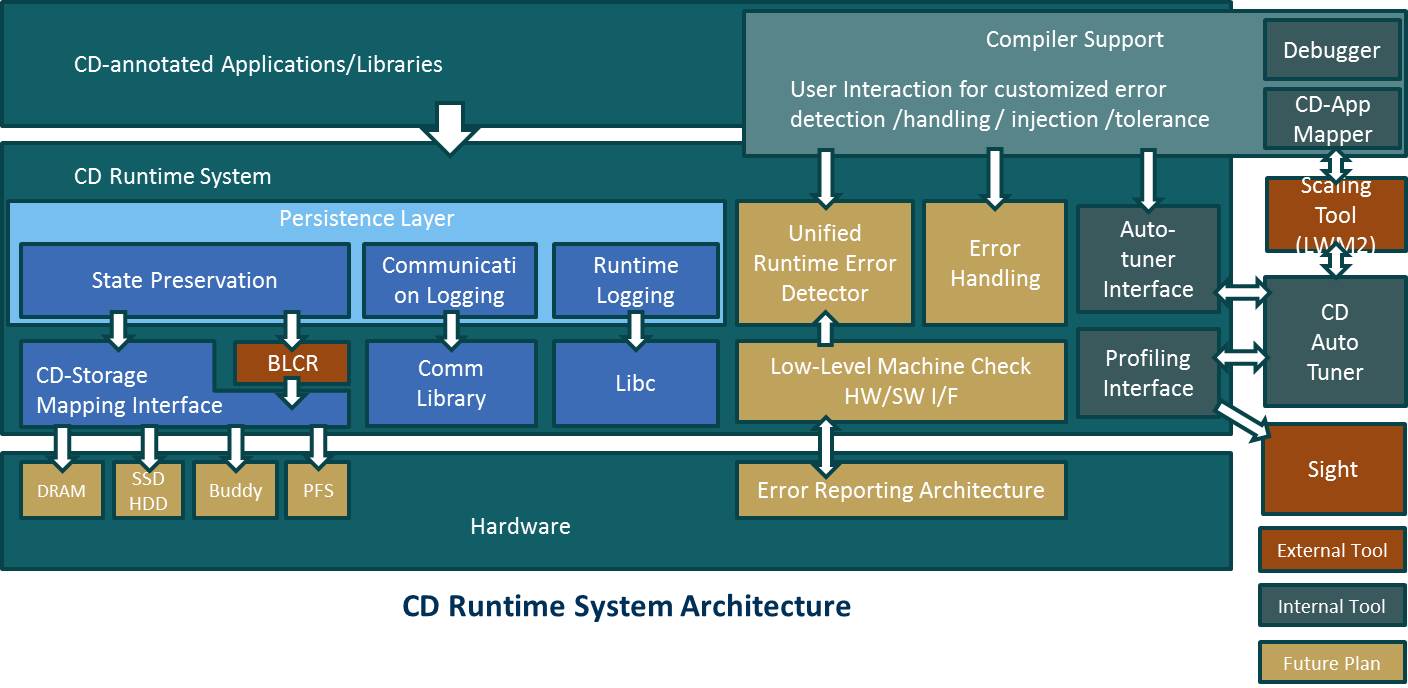 CD-annotated Applications/Libraries
Compiler Support
User Interaction for customized error
detection /handling / injection /tolerance
Debugger
CD-App
Mapper
CD Runtime System
Persistence Layer
State Preservation
Communicati
on Logging
Runtime
Logging
Unified
Runtime Error
Detector
Error
Handling
Auto-
tuner
Interface
Scaling
Tool
(LWM2)
CD-Storage
Mapping Interface
BLCR
Comm
Library
Libc
Low-Level Machine Check
HW/SW I/F
Profiling
Interface
CD
Auto
Tuner
DRAM
SSD
HDD
Buddy
PFS
Error Reporting Architecture
Hardware
Sight
External Tool
Internal Tool
Future Plan
CD Runtime System Architecture